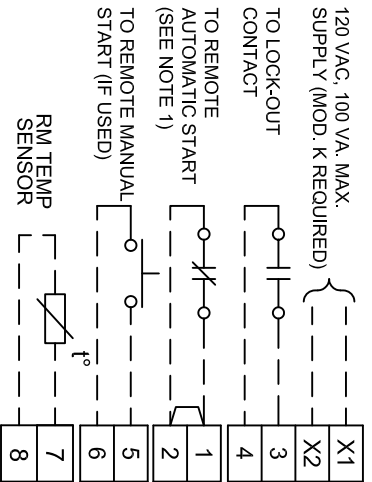 120 VAC, 100 VA. MAX.
SUPPLY (MOD. K REQUIRED)
X1
X2
TO LOCK-OUT
CONTACT
3
4
TO REMOTE
AUTOMATIC START
(SEE NOTE 1)
1
2
TO REMOTE MANUAL
START (IF USED)
5
6
RM TEMP
SENSOR
t°
7
8